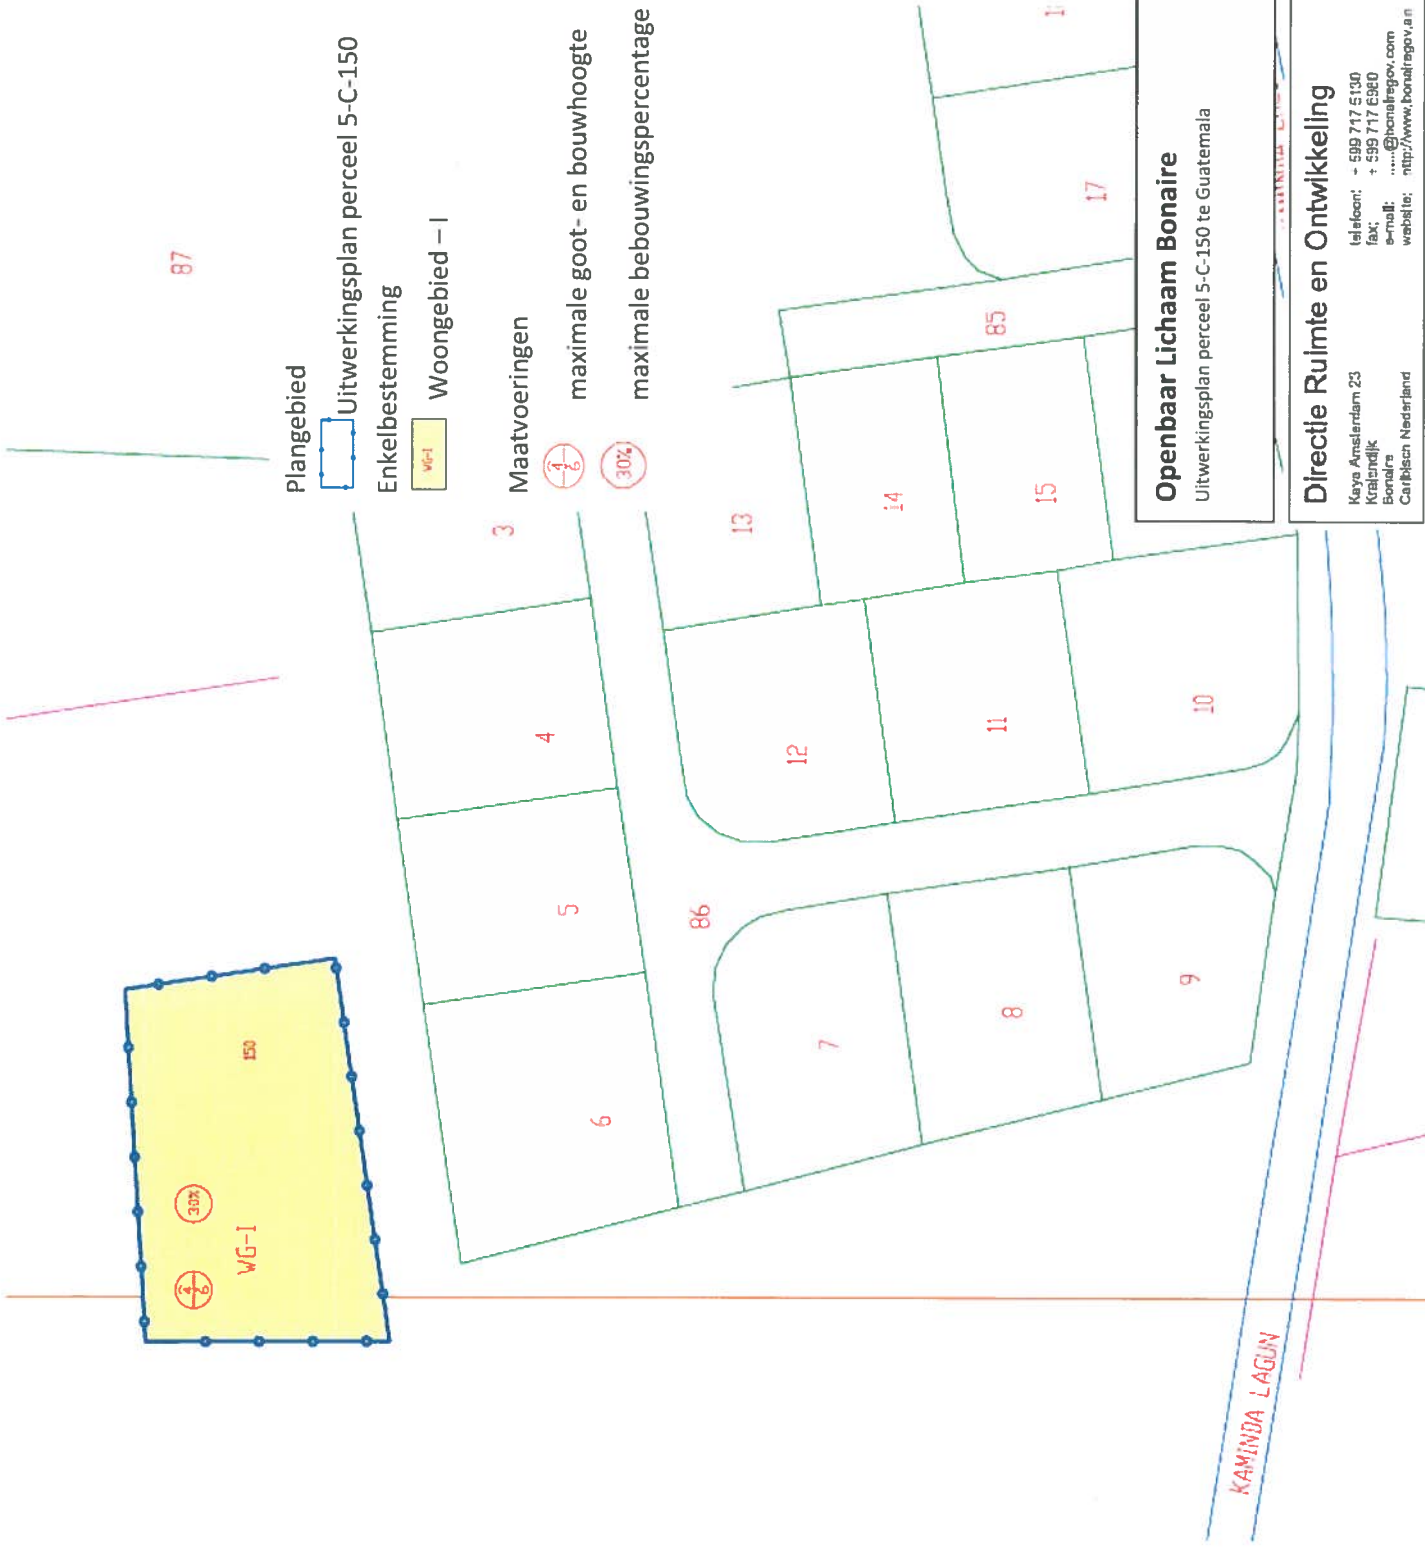 Plangebied
Uitwerkingsplan perceel 5-C-150
Enkelbestemming
WG-I
Woongebied – I
Maatvoeringen
4
6
maximale goot- en bouwhoogte
30%
maximale bebouwingspercentage
87
150
30%
4
6
WG-I
3
4
5
6
86
7
8
9
10
11
12
13
14
15
85
17
KAMINDA LAGUN
Openbaar Lichaam Bonaire
Uitwerkingsplan perceel 5-C-150 te Guatemala
Directie Ruimte en Ontwikkeling
Kaya Amsterdam 23
Kralendijk
Bonaire
Caribisch Nederland
telefoon: + 599 717 5130
fax: + 599 717 6980
e-mail: ......@bonairegov.com
website: http://www.bonairegov.an